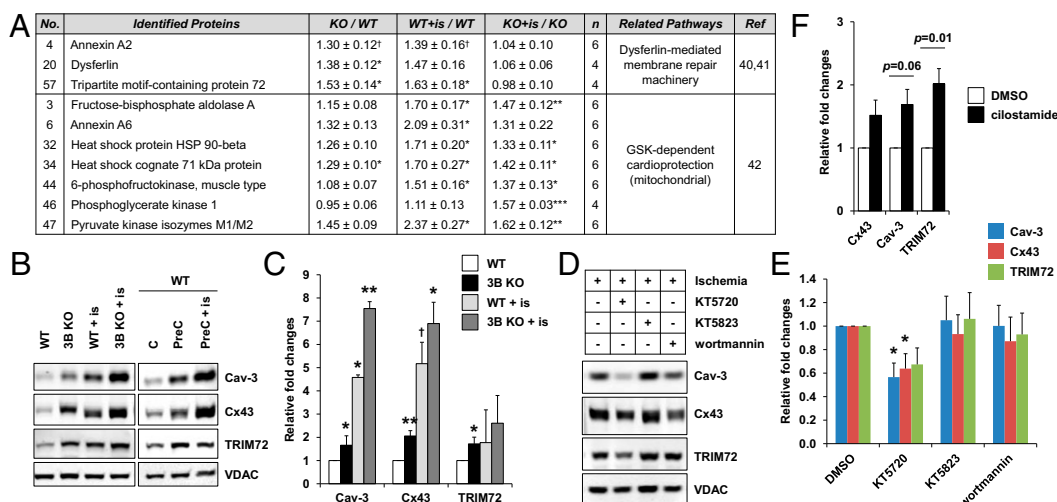 A
No. Identified Proteins KO / WT WT+is / WT KO+is / KO n Related Pathways Ref
4 Annexin A2 1.30 ± 0.12† 1.39 ± 0.16† 1.04 ± 0.10 6
20 Dysferlin 1.38 ± 0.12* 1.47 ± 0.16 1.06 ± 0.06 4
57 Tripartite motif-containing protein 72 1.53 ± 0.14* 1.63 ± 0.18* 0.98 ± 0.10 4
Dysferlin-mediated
membrane repair
machinery
40,41
3 Fructose-bisphosphate aldolase A 1.15 ± 0.08 1.70 ± 0.17* 1.47 ± 0.12** 6
6 Annexin A6 1.32 ± 0.13 2.09 ± 0.31* 1.31 ± 0.22 6
32 Heat shock protein HSP 90-beta 1.26 ± 0.10 1.71 ± 0.20* 1.33 ± 0.11* 6
34 Heat shock cognate 71 kDa protein 1.29 ± 0.10* 1.70 ± 0.27* 1.42 ± 0.11* 6
44 6-phosphofructokinase, muscle type 1.08 ± 0.07 1.51 ± 0.16* 1.37 ± 0.13* 6
46 Phosphoglycerate kinase 1 0.95 ± 0.06 1.11 ± 0.13 1.57 ± 0.03*** 4
47 Pyruvate kinase isozymes M1/M2 1.45 ± 0.09 2.37 ± 0.27* 1.62 ± 0.12** 6
GSK-dependent
cardioprotection
(mitochondrial)
42
B
WT
WT 3B KO WT + is 3B KO + is C PreC PreC + is
Cav-3
Cx43
TRIM72
VDAC
C
WT
3B KO
WT + is
3B KO + is
Relative fold changes
9
8
7
6
5
4
3
2
1
0
* * **
** † *
*
Cav-3 Cx43 TRIM72
D
+ + + + Ischemia
- + - - KT5720
- - + - KT5823
- - - + wortmannin
Cav-3
Cx43
TRIM72
VDAC
E
Cav-3
Cx43
TRIM72
Relative fold changes
1.4
1.2
1.0
0.8
0.6
0.4
0.2
0.0
* *
DMSO KT5720 KT5823 wortmannin
F
Relative fold changes
3
2
1
0
p=0.06
p=0.01
DMSO
cilostamide
Cx43 Cav-3 TRIM72